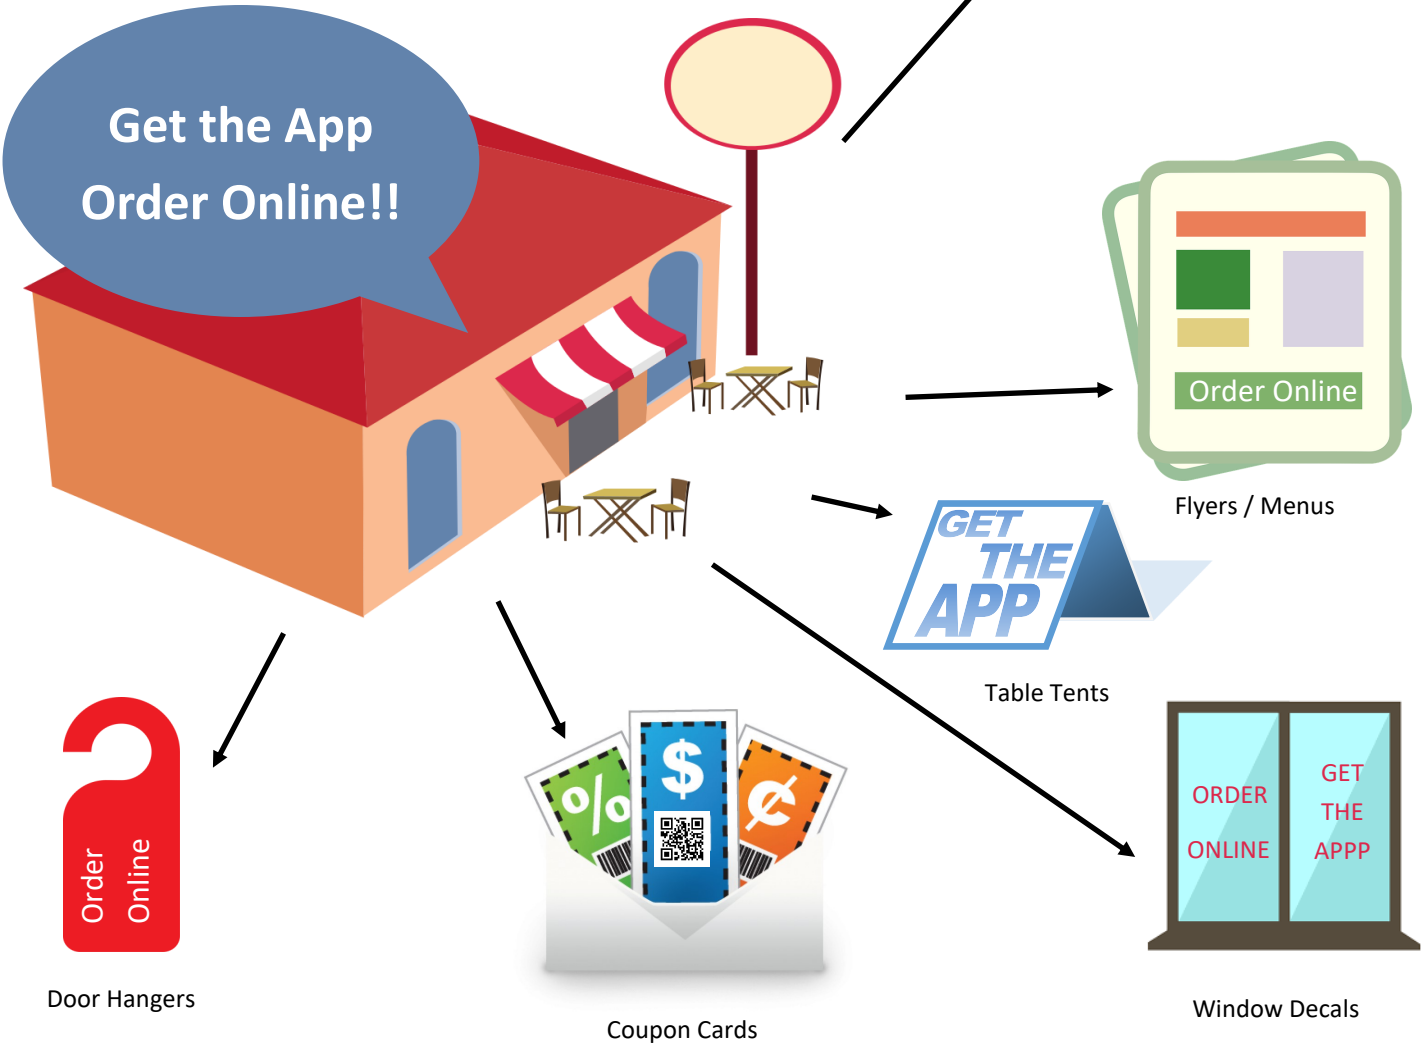 Get the App
Order Online!!
Order Online
Flyers / Menus
GET
THE
APP
Table Tents
ORDER
ONLINE
GET
THE
APPP
Window Decals
%
$
¢
Coupon Cards
Order
Online
Door Hangers